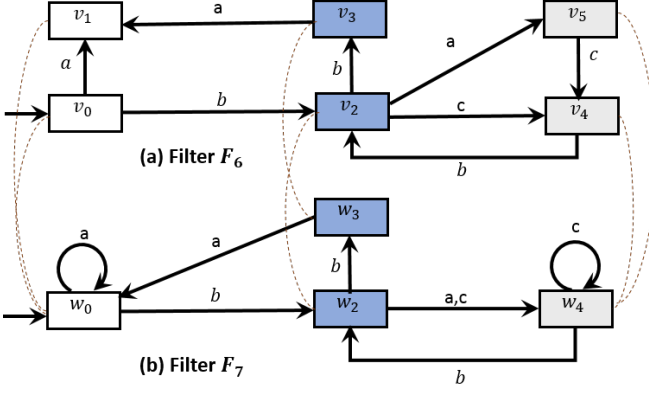 v₁ a v₃ v₅
a b a c
v₀ b v₂ c v₄
(a) Filter F₆ b
a w₃ c
a b
w₀ b w₂ a,c w₄
(b) Filter F₇ b